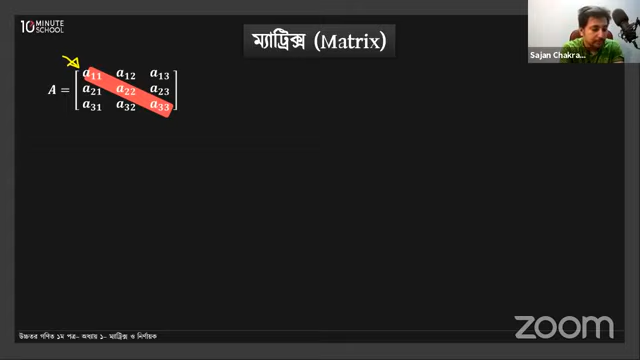 10 MINUTE SCHOOL
ম্যাট্রিক্স (Matrix)
Sajan Chakra...
a₁₁ a₁₂ a₁₃
A = a₂₁ a₂₂ a₂₃
a₃₁ a₃₂ a₃₃
উচ্চতর গণিত ১ম পত্র– অধ্যায় ১– ম্যাট্রিক্স ও নির্ণায়ক
zoom